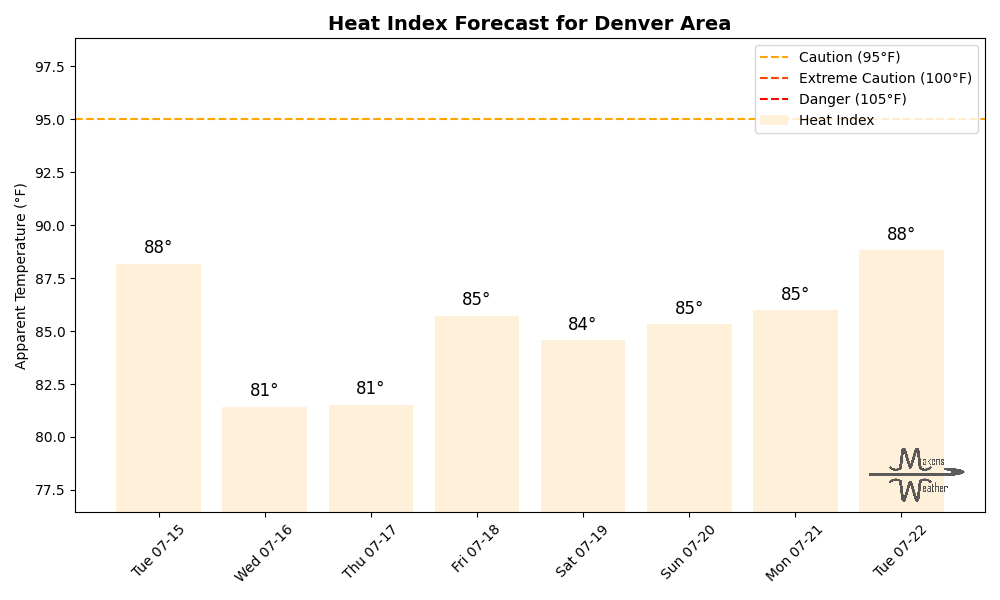 Heat Index Forecast for Denver Area
Caution (95°F)
Extreme Caution (100°F)
Danger (105°F)
Heat Index
Apparent Temperature (°F)
97.5
95.0
92.5
90.0
87.5
85.0
82.5
80.0
77.5
88°
81°
81°
85°
84°
85°
85°
88°
Mokens
Weather
Tue 07-15
Wed 07-16
Thu 07-17
Fri 07-18
Sat 07-19
Sun 07-20
Mon 07-21
Tue 07-22